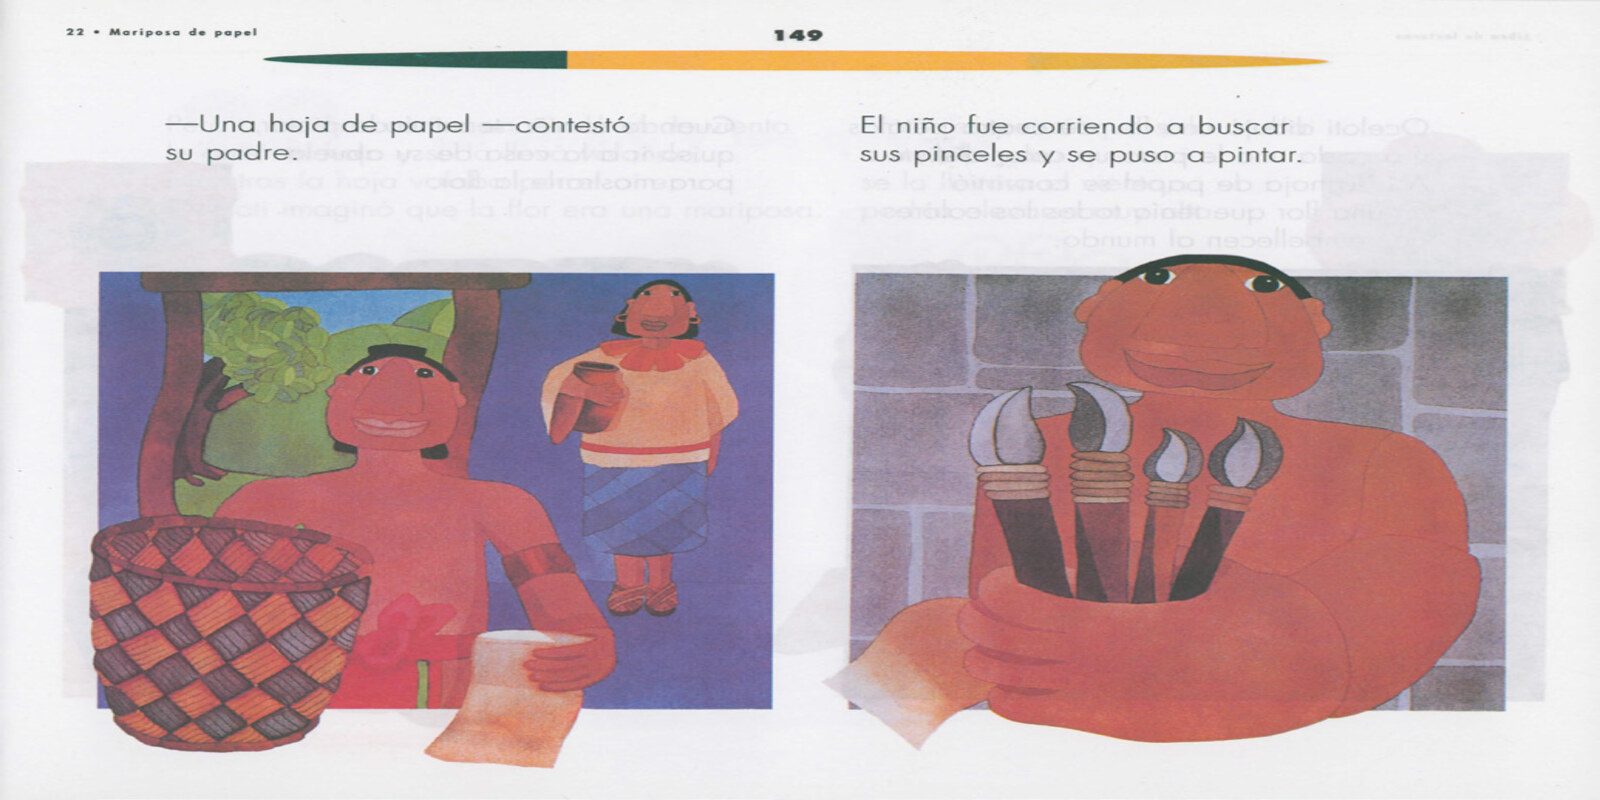 22 • Mariposa de papel
149
—Una hoja de papel —contestó
su padre.
El niño fue corriendo a buscar
sus pinceles y se puso a pintar.